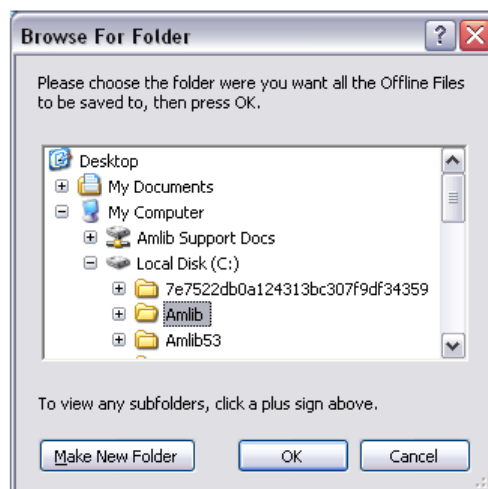 Browse For Folder
Please choose the folder were you want all the Offline Files
to be saved to, then press OK.
Desktop
My Documents
My Computer
Amlib Support Docs
Local Disk (C:)
7e7522db0a124313bc307f9df34359
Amlib
Amlib53
To view any subfolders, click a plus sign above.
Make New Folder
OK
Cancel